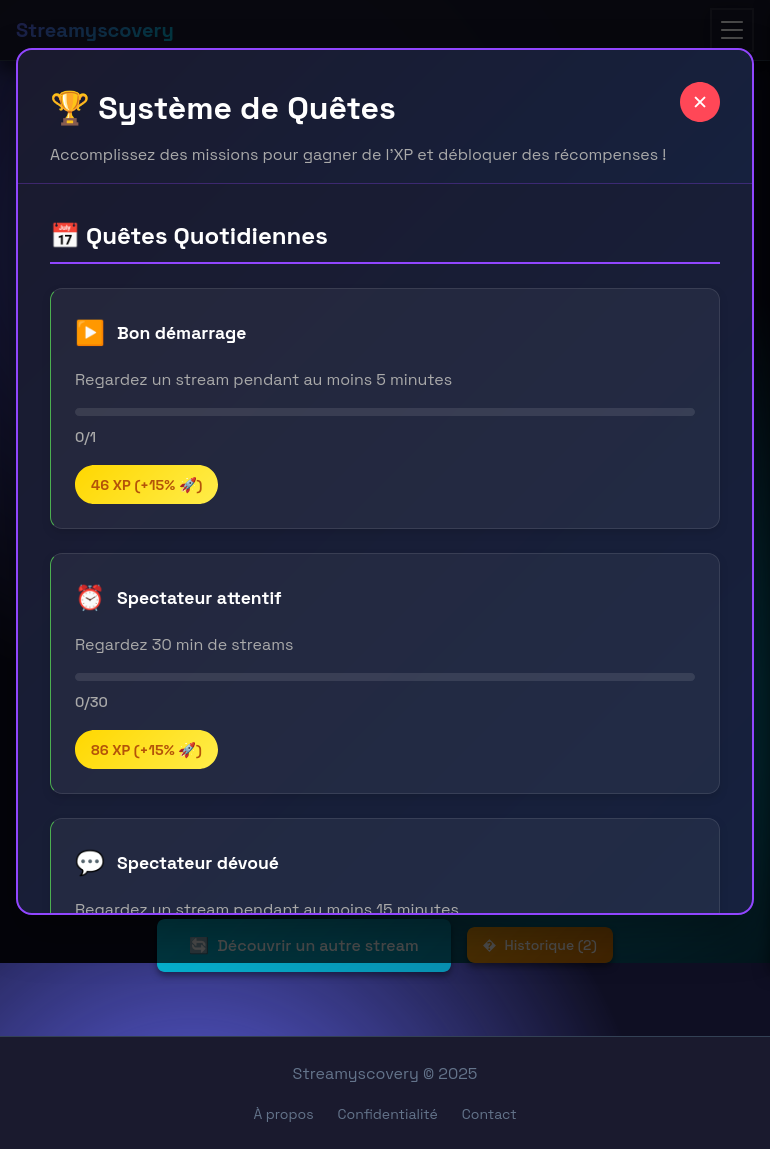 Streamyscovery
🏆 Système de Quêtes
✕
Accomplissez des missions pour gagner de l'XP et débloquer des récompenses !
📅 Quêtes Quotidiennes
▶️ Bon démarrage
Regardez un stream pendant au moins 5 minutes
0/1
46 XP (+15% 🚀)
⏰ Spectateur attentif
Regardez 30 min de streams
0/30
86 XP (+15% 🚀)
💬 Spectateur dévoué
Regardez un stream pendant au moins 15 minutes
🔄 Découvrir un autre stream
� Historique (2)
Streamyscovery © 2025
À propos Confidentialité Contact